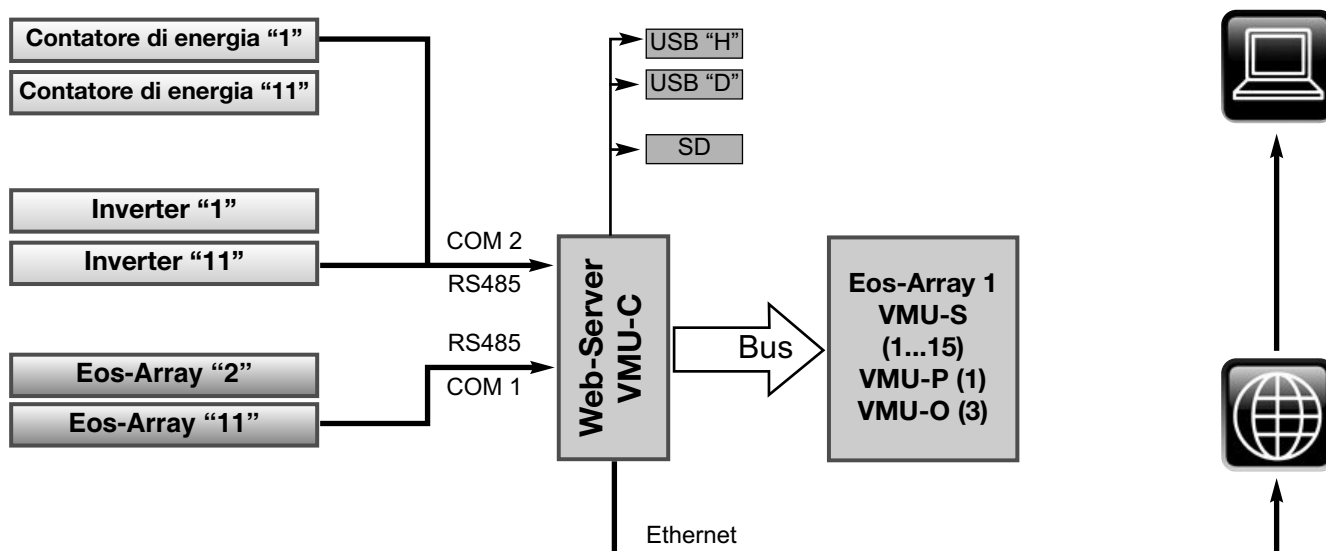 Contatore di energia “1”
Contatore di energia “11”
Inverter “1”
Inverter “11”
Eos-Array “2”
Eos-Array “11”
COM 2
RS485
RS485
COM 1
USB “H”
USB “D”
SD
Web-Server
VMU-C
Bus
Eos-Array 1
VMU-S
(1...15)
VMU-P (1)
VMU-O (3)
Ethernet